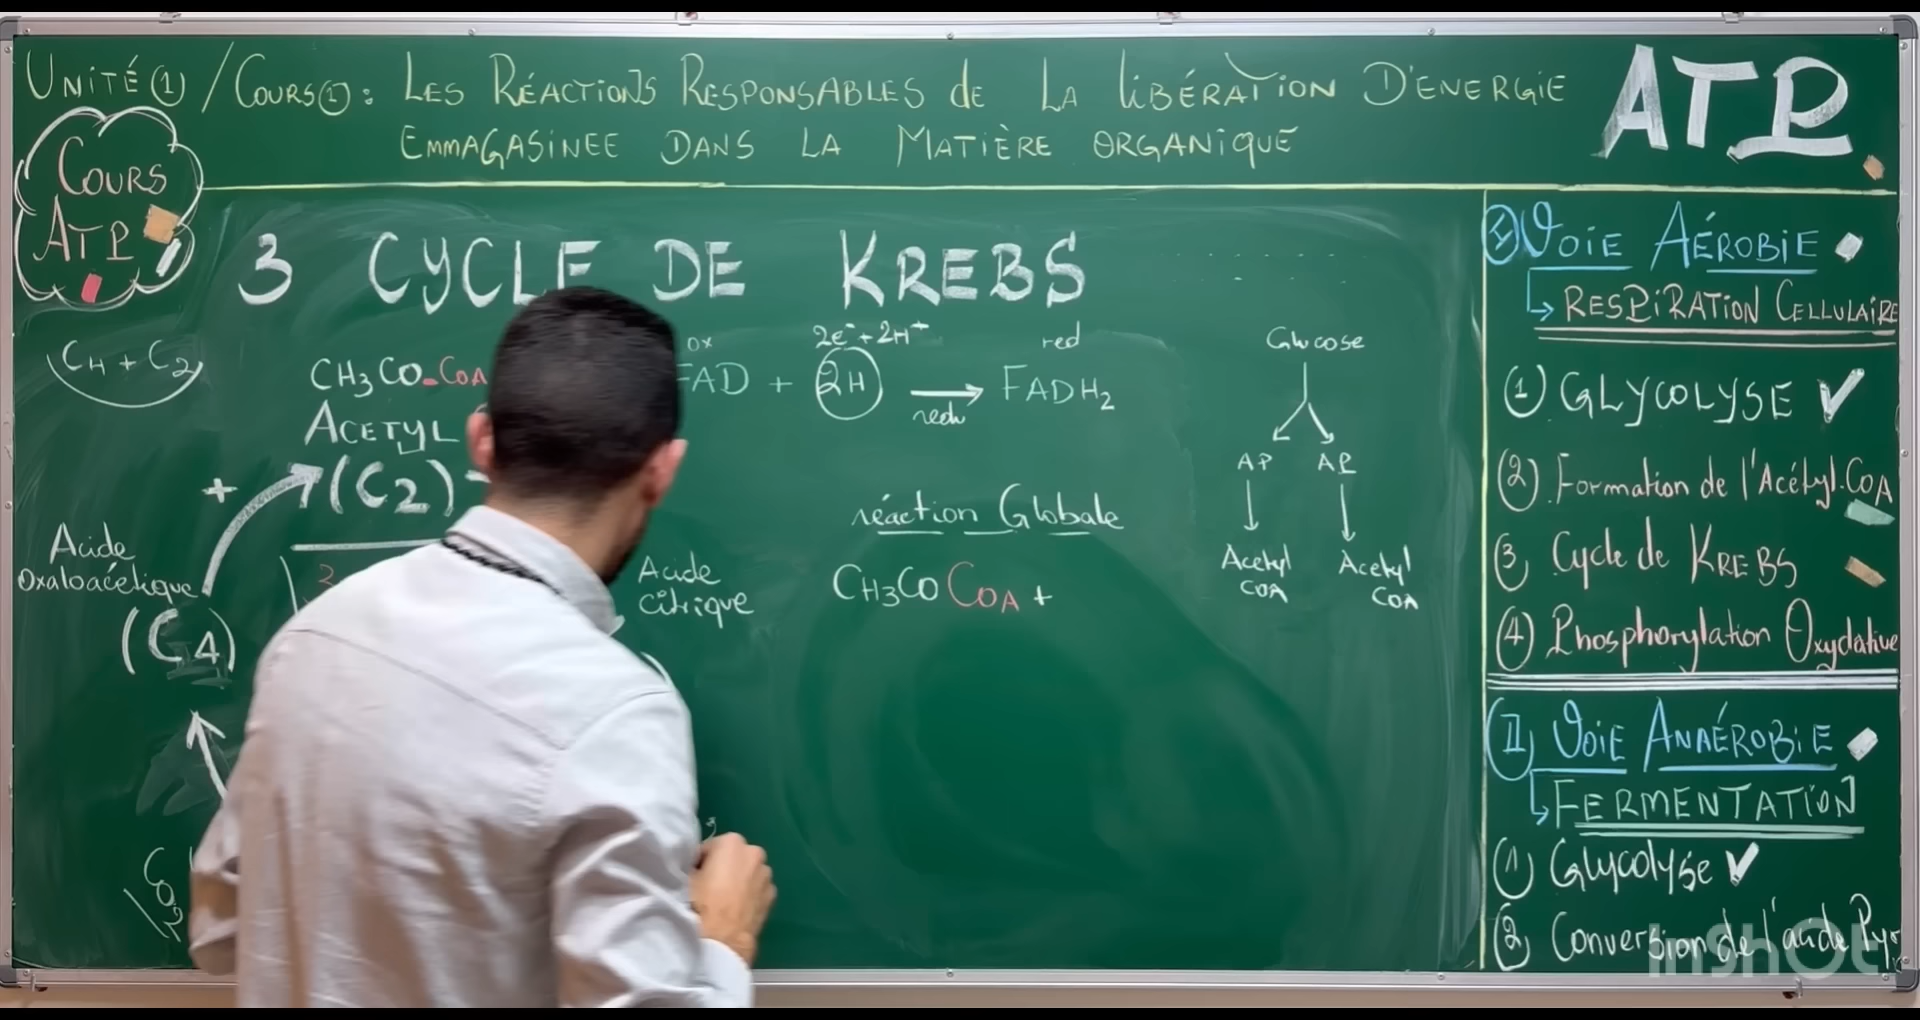 UNITÉ (1) / COURS (1) : LES RÉACTIONS RESPONSABLES de LA LIBÉRATION D'ENERGIE
EMMAGASINEE DANS LA MATIÈRE ORGANIQUE
ATP
COURS
ATP
3 CYCLE DE KREBS
C4 + C2
CH3CO-COA
ACETYL
+ (C2)
Acide
Oxaloacétique
(C4)
CO2
ox
FAD + 2H
2e- + 2H+
red
FADH2
Acide
Citrique
réaction Globale
CH3CO COA +
Glucose
AP AP
Acetyl
COA
Acetyl
COA
I VOIE AÉROBIE
RESPIRATION CELLULAIRE
1 GLYCOLYSE
2 Formation de l'Acétyl.COA
3 Cycle de KREBS
4 Phosphorylation Oxydative
II VOIE ANAÉROBIE
FERMENTATION
1 Glycolyse
2 Conversion de l'acide Pyr
InShOt